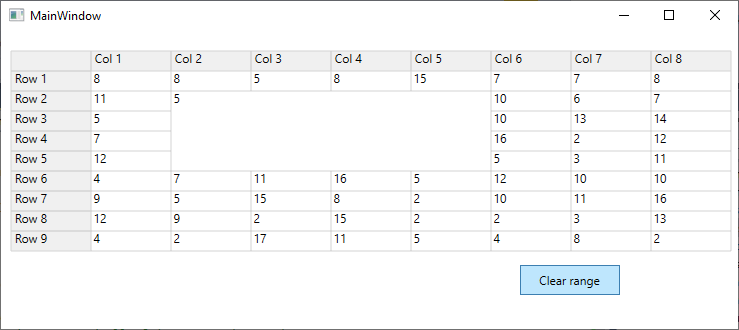 MainWindow
Col 1 Col 2 Col 3 Col 4 Col 5 Col 6 Col 7 Col 8
Row 1 8 8 5 8 15 7 7 8
Row 2 11 5 10 6 7
Row 3 5 10 13 14
Row 4 7 16 2 12
Row 5 12 5 3 11
Row 6 4 7 11 16 5 12 10 10
Row 7 9 5 15 8 2 10 11 16
Row 8 12 9 2 15 2 2 3 13
Row 9 4 2 17 11 5 4 8 2
Clear range